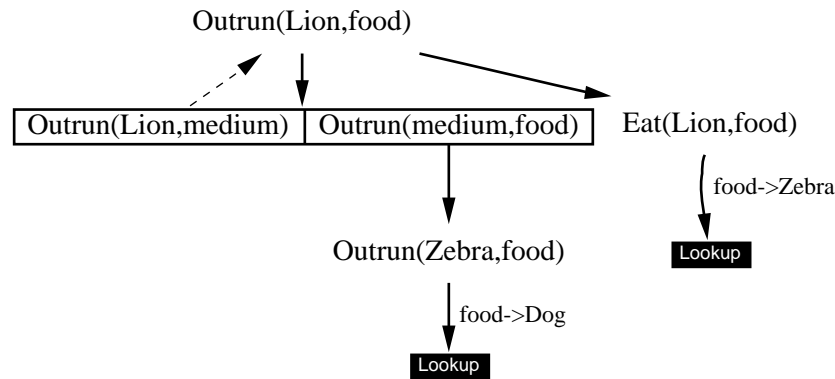 Outrun(Lion,food)
Outrun(Lion,medium) Outrun(medium,food) Eat(Lion,food)
food->Zebra
Outrun(Zebra,food) Lookup
food->Dog
Lookup